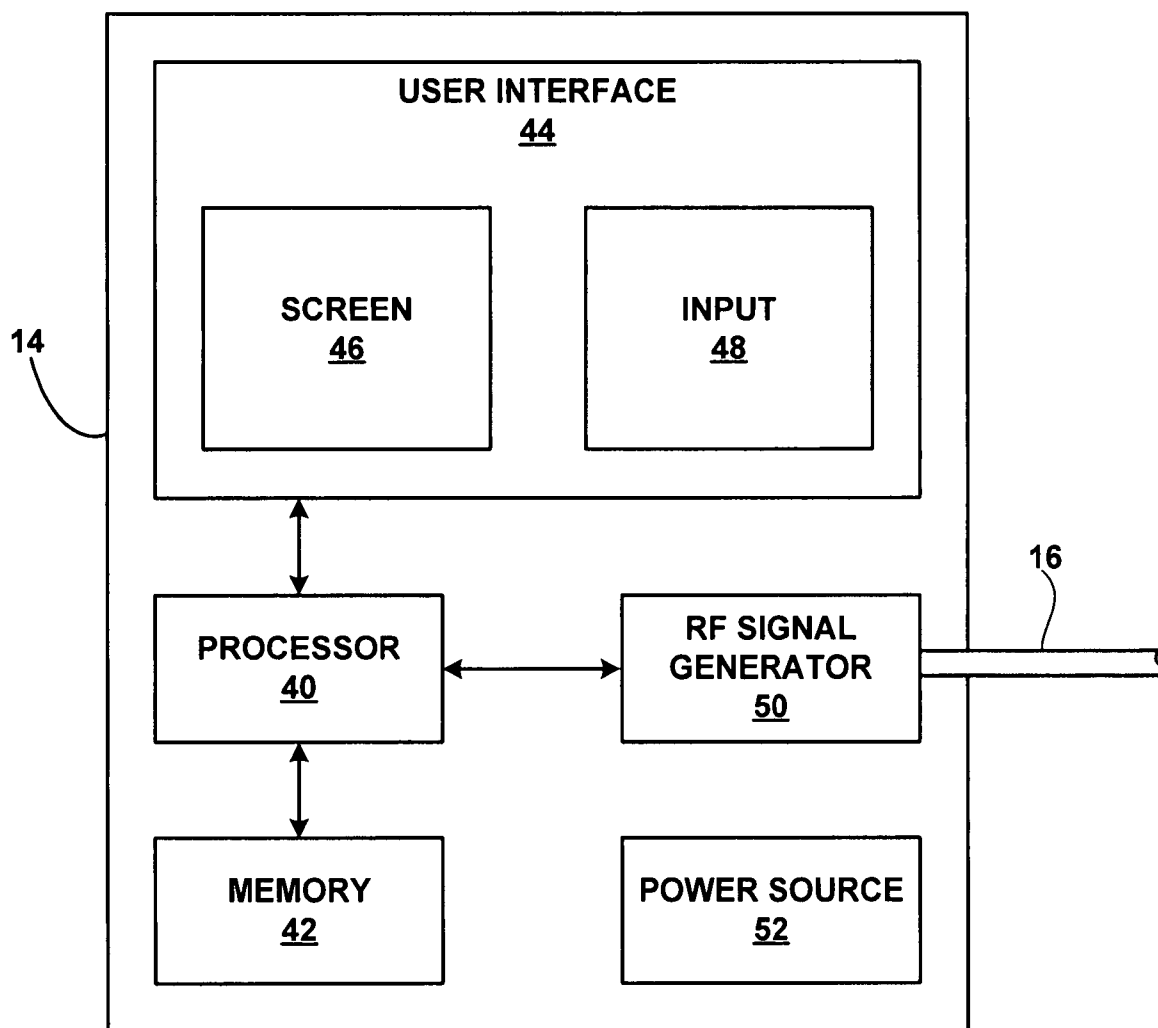 USER INTERFACE
44
SCREEN
46
INPUT
48
14
16
PROCESSOR
40
RF SIGNAL
GENERATOR
50
MEMORY
42
POWER SOURCE
52